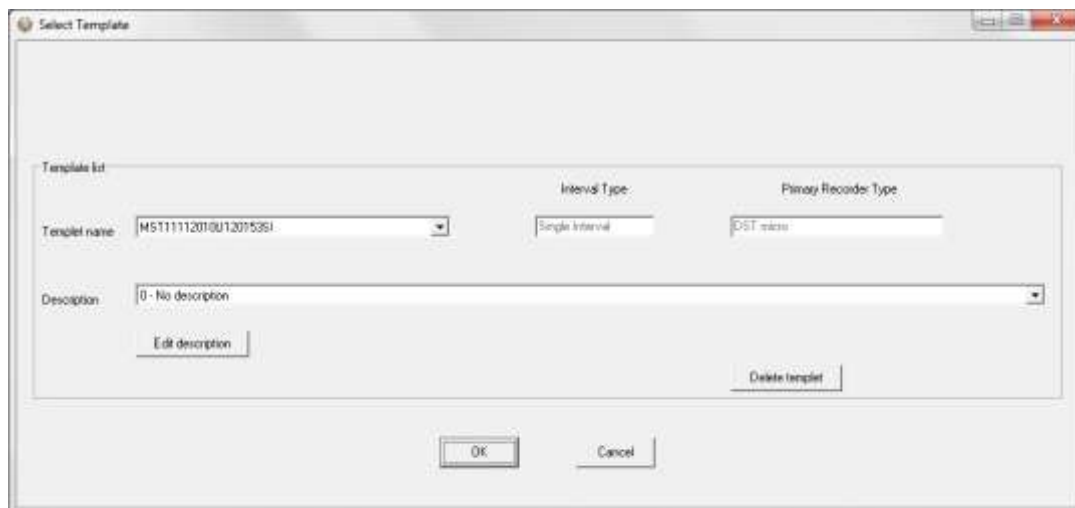 Select Template
Template list
Interval Type
Primary Recorder Type
Templet name
Single Interval
DST micro
Description
0 - No description
Edit description
Delete templet
OK
Cancel